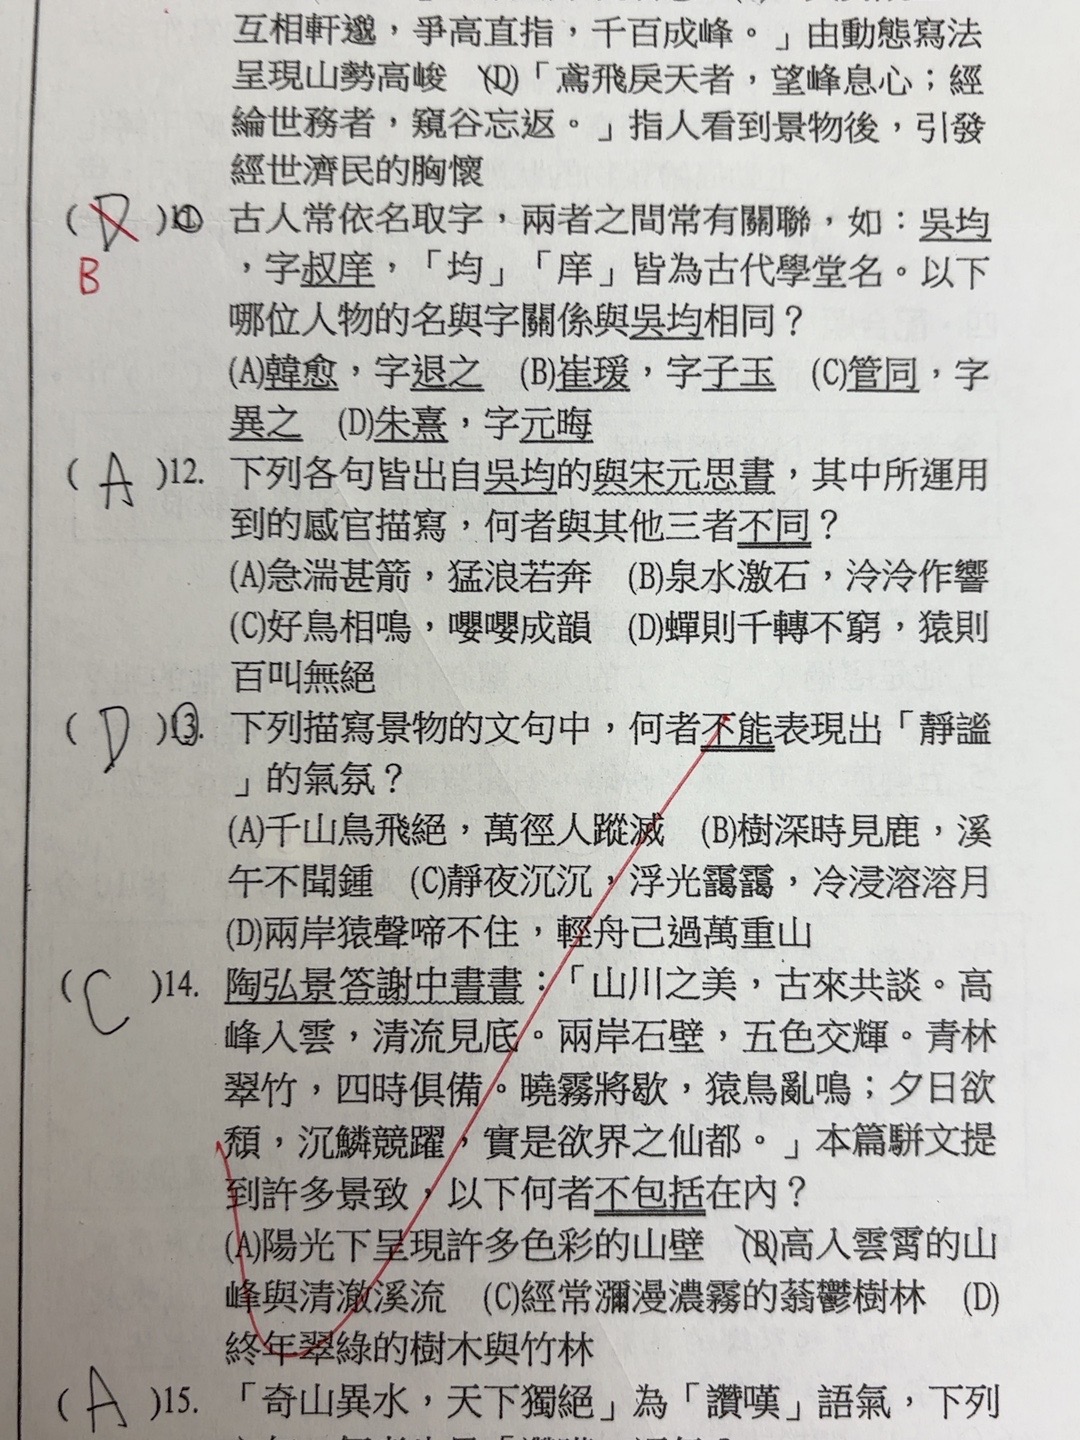 互相軒邈，爭高直指，千百成峰。」由動態寫法
呈現山勢高峻　(D)「鳶飛戾天者，望峰息心；經
綸世務者，窺谷忘返。」指人看到景物後，引發
經世濟民的胸懷
( D )11. 古人常依名取字，兩者之間常有關聯，如：吳均
B ，字叔庠，「均」「庠」皆為古代學堂名。以下
哪位人物的名與字關係與吳均相同？
(A)韓愈，字退之　(B)崔瑗，字子玉　(C)管同，字
異之　(D)朱熹，字元晦
( A )12. 下列各句皆出自吳均的與宋元思書，其中所運用
到的感官描寫，何者與其他三者不同？
(A)急湍甚箭，猛浪若奔　(B)泉水激石，泠泠作響
(C)好鳥相鳴，嚶嚶成韻　(D)蟬則千轉不窮，猿則
百叫無絕
( D )13. 下列描寫景物的文句中，何者不能表現出「靜謐
」的氣氛？
(A)千山鳥飛絕，萬徑人蹤滅　(B)樹深時見鹿，溪
午不聞鍾　(C)靜夜沉沉，浮光靄靄，冷浸溶溶月
(D)兩岸猿聲啼不住，輕舟已過萬重山
( C )14. 陶弘景答謝中書書：「山川之美，古來共談。高
峰入雲，清流見底。兩岸石壁，五色交輝。青林
翠竹，四時俱備。曉霧將歇，猿鳥亂鳴；夕日欲
頹，沉鱗競躍，實是欲界之仙都。」本篇駢文提
到許多景致，以下何者不包括在內？
(A)陽光下呈現許多色彩的山壁　(B)高入雲霄的山
峰與清澈溪流　(C)經常瀰漫濃霧的蓊鬱樹林　(D)
終年翠綠的樹木與竹林
( A )15. 「奇山異水，天下獨絕」為「讚嘆」語氣，下列